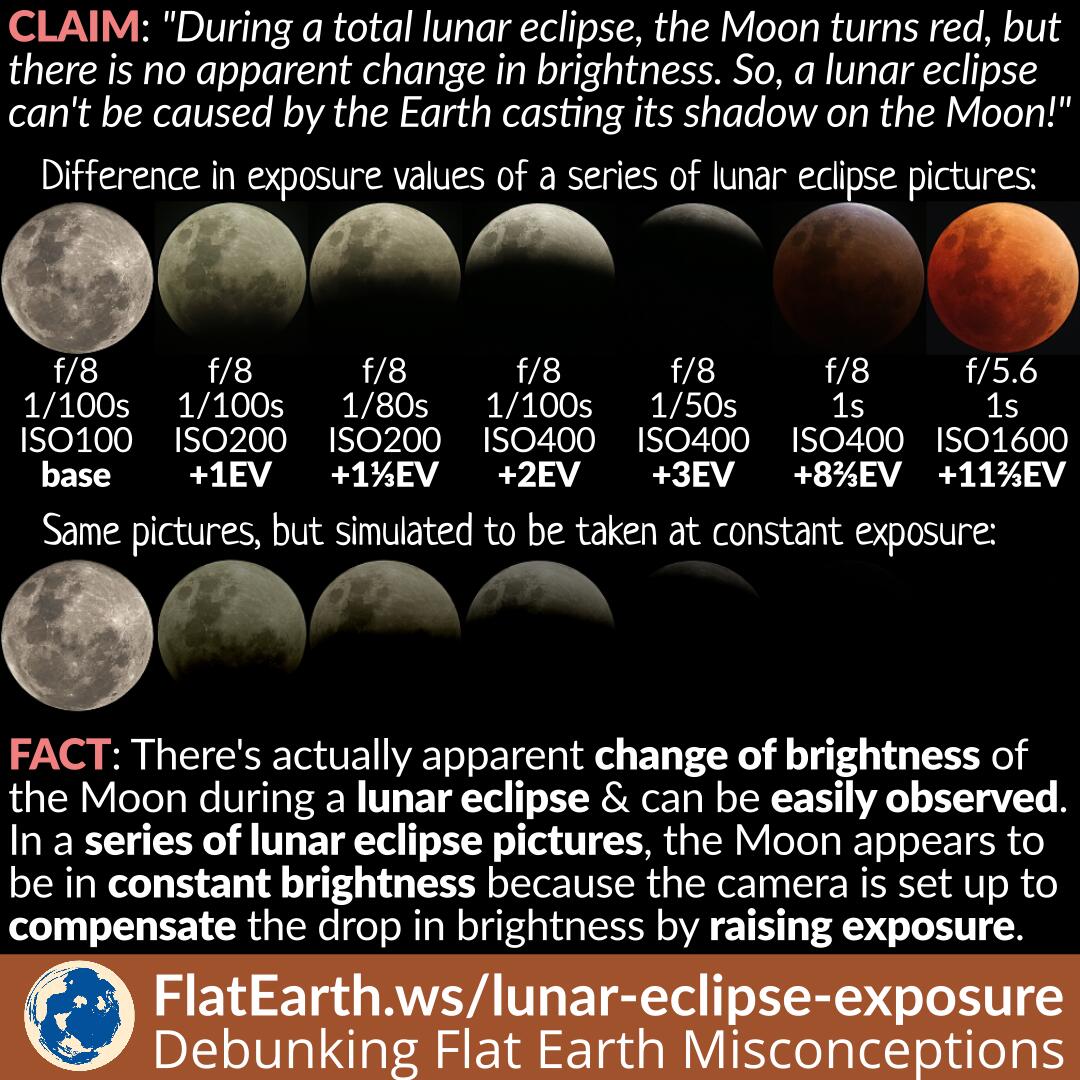 CLAIM: "During a total lunar eclipse, the Moon turns red, but
there is no apparent change in brightness. So, a lunar eclipse
can't be caused by the Earth casting its shadow on the Moon!"
Difference in exposure values of a series of lunar eclipse pictures:
f/8 f/8 f/8 f/8 f/8 f/8 f/5.6
1/100s 1/100s 1/80s 1/100s 1/50s 1s 1s
ISO100 ISO200 ISO200 ISO400 ISO400 ISO400 ISO1600
base +1EV +1⅓EV +2EV +3EV +8⅔EV +11⅔EV
Same pictures, but simulated to be taken at constant exposure:
FACT: There's actually apparent change of brightness of
the Moon during a lunar eclipse & can be easily observed.
In a series of lunar eclipse pictures, the Moon appears to
be in constant brightness because the camera is set up to
compensate the drop in brightness by raising exposure.
FlatEarth.ws/lunar-eclipse-exposure
Debunking Flat Earth Misconceptions